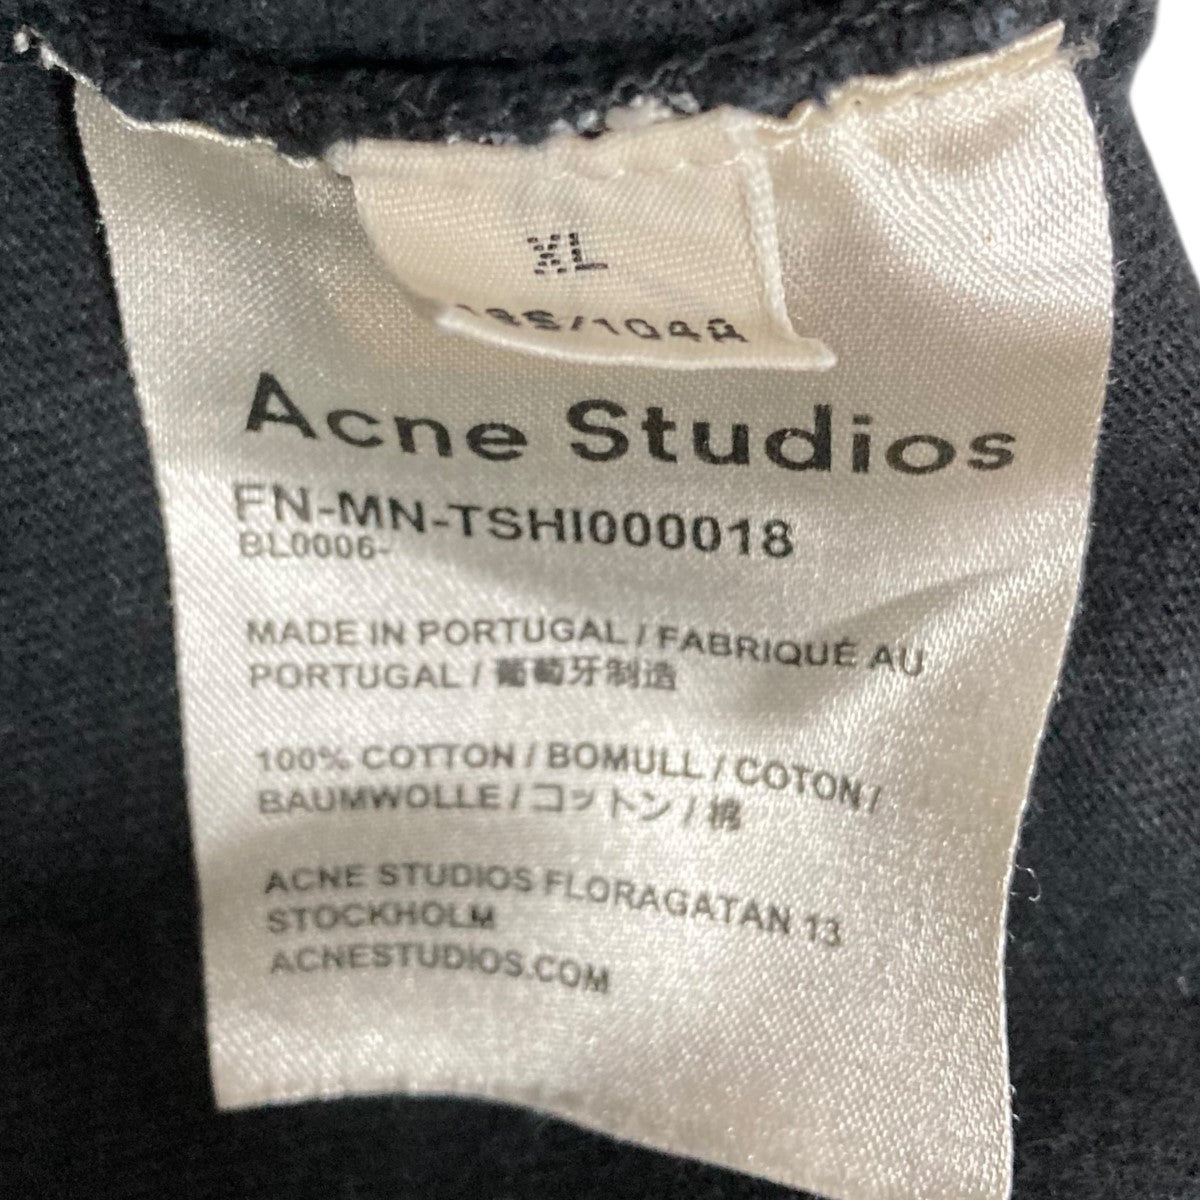 Acne Studios
FN-MN-TSHI000018
BL0006-
MADE IN PORTUGAL / FABRIQUÉ AU
PORTUGAL / 葡萄牙制造
100% COTTON / BOMULL / COTON /
BAUMWOLLE / コットン / 棉
ACNE STUDIOS FLORAGATAN 13
STOCKHOLM
ACNESTUDIOS.COM